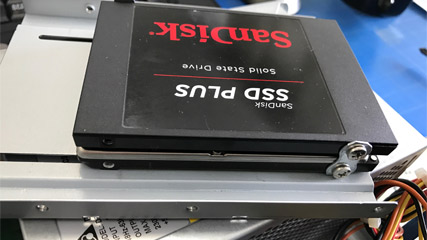 SanDisk
SSD PLUS
Solid State Drive
SanDisk